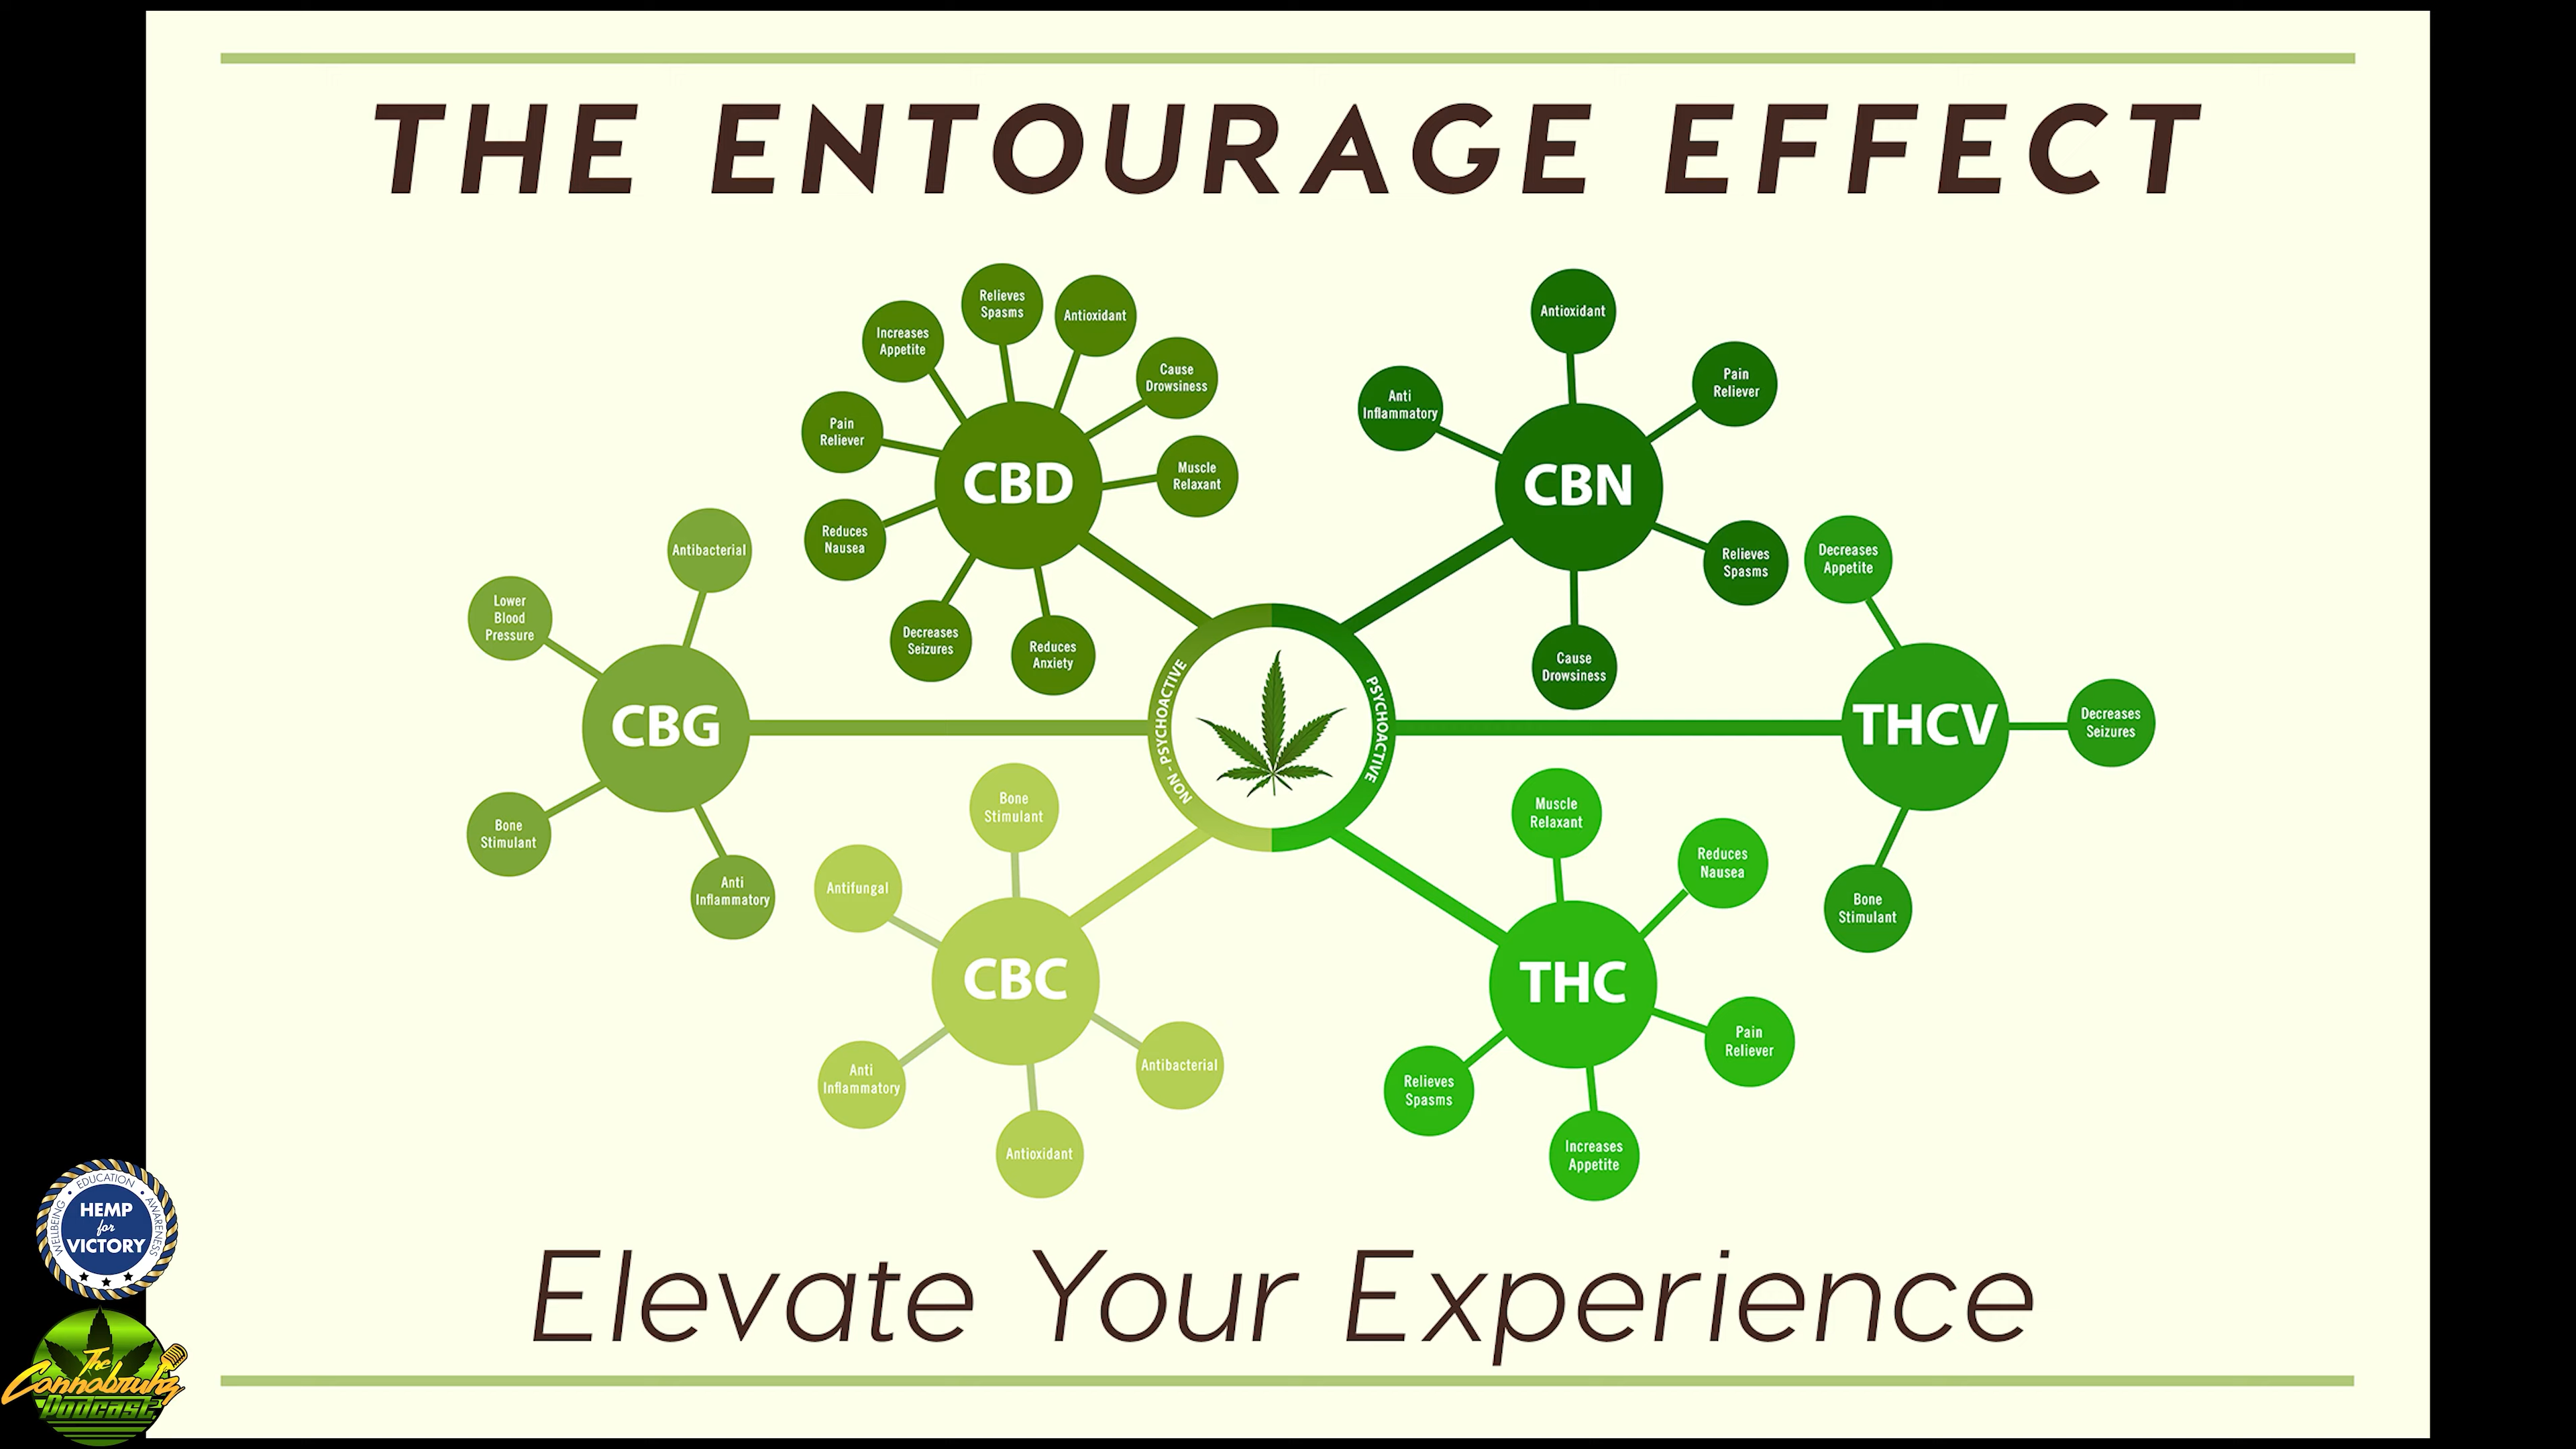 THE ENTOURAGE EFFECT
Relieves
Spasms
Antioxidant
Increases
Appetite
Cause
Drowsiness
Pain
Reliever
CBD
Muscle
Relaxant
Reduces
Nausea
Decreases
Seizures
Reduces
Anxiety
Antioxidant
Anti
Inflammatory
Pain
Reliever
CBN
Relieves
Spasms
Cause
Drowsiness
Antibacterial
Lower
Blood
Pressure
CBG
Bone
Stimulant
Anti
Inflammatory
NON - PSYCHOACTIVE
PSYCHOACTIVE
Decreases
Appetite
THCV
Decreases
Seizures
Bone
Stimulant
Bone
Stimulant
Antifungal
CBC
Anti
Inflammatory
Antibacterial
Antioxidant
Muscle
Relaxant
Reduces
Nausea
THC
Pain
Reliever
Relieves
Spasms
Increases
Appetite
Elevate Your Experience
WELLBEING • EDUCATION • AWARENESS
HEMP
for
VICTORY
The
Podcast